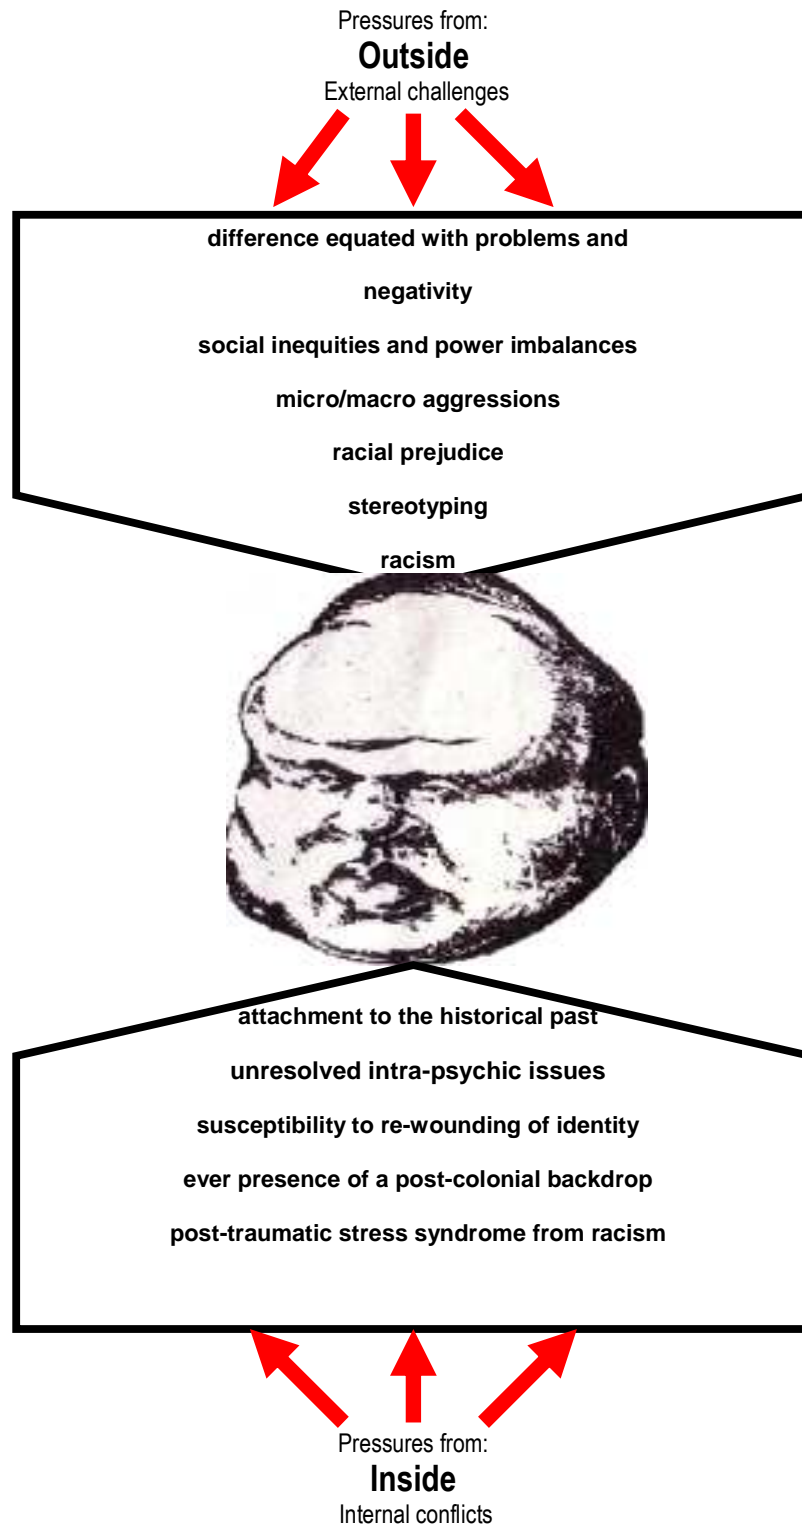 Pressures from:
Outside
External challenges
difference equated with problems and
negativity
social inequities and power imbalances
micro/macro aggressions
racial prejudice
stereotyping
racism
attachment to the historical past
unresolved intra-psychic issues
susceptibility to re-wounding of identity
ever presence of a post-colonial backdrop
post-traumatic stress syndrome from racism
Pressures from:
Inside
Internal conflicts